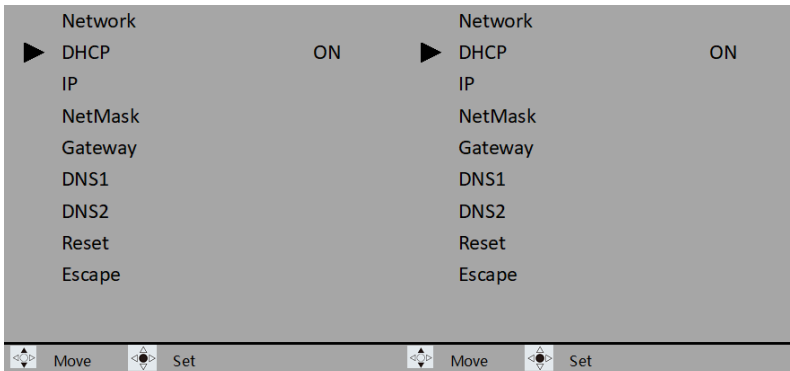 Network
DHCP ON
IP
NetMask
Gateway
DNS1
DNS2
Reset
Escape
Move Set
Network
DHCP ON
IP
NetMask
Gateway
DNS1
DNS2
Reset
Escape
Move Set